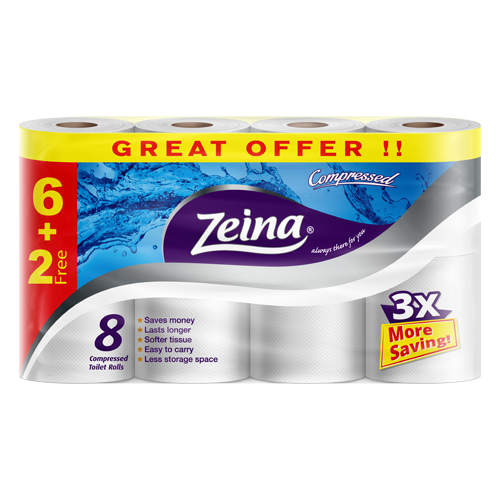 GREAT OFFER !!
6
+
2
Free
Compressed
Zeina®
always there for you
8
Compressed
Toilet Rolls
★ Saves money
★ Lasts longer
★ Softer tissue
★ Easy to carry
★ Less storage space
3X
More
Saving!